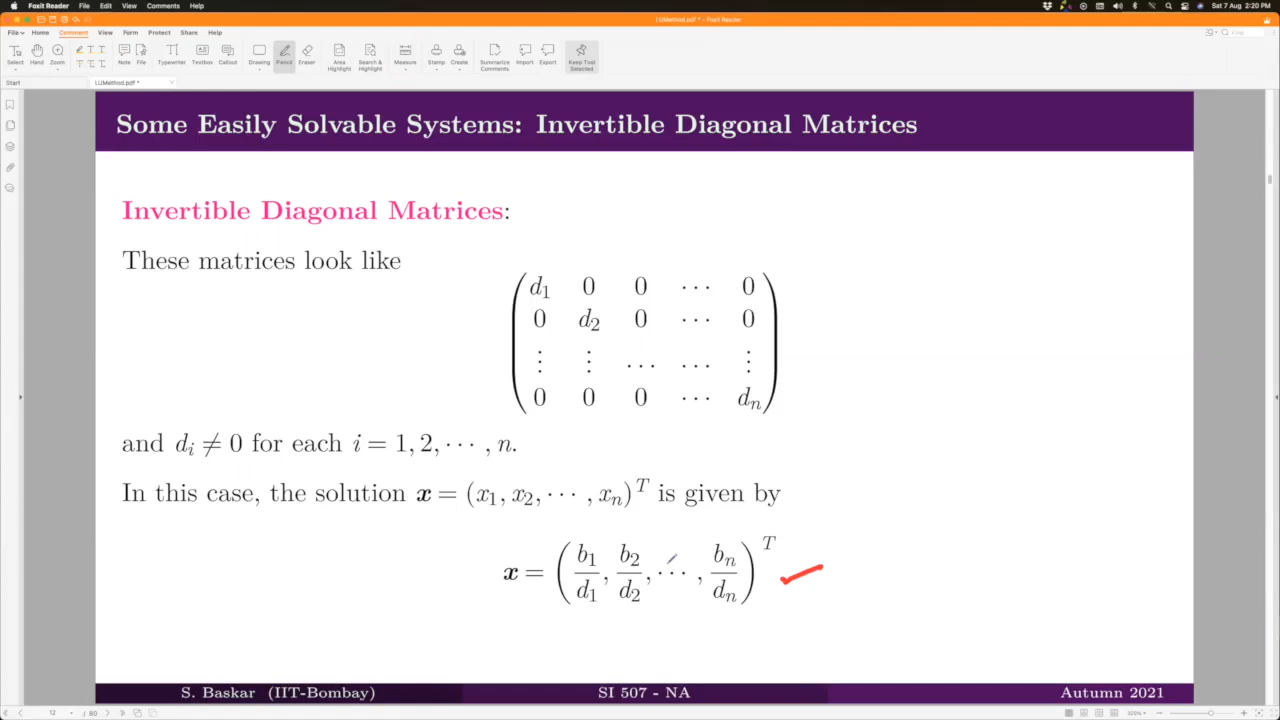 Foxit Reader File Edit View Comments Help Sat 7 Aug 2:20 PM
LUMethod.pdf * - Foxit Reader
File Home Comment View Form Protect Share Help Find
Select Hand Zoom Note File Typewriter Textbox Callout Drawing Pencil Eraser Area Highlight Search & Highlight Measure Stamp Create Summarize Comments Import Export Keep Tool Selected
Start LUMethod.pdf *
Some Easily Solvable Systems: Invertible Diagonal Matrices
Invertible Diagonal Matrices:
These matrices look like
d₁ 0 0 ⋯ 0
0 d₂ 0 ⋯ 0
⋮ ⋮ ⋯ ⋯ ⋮
0 0 0 ⋯ dₙ
and dᵢ ≠ 0 for each i = 1, 2, ⋯ , n.
In this case, the solution x = (x₁, x₂, ⋯ , xₙ)ᵀ is given by
x = (b₁/d₁, b₂/d₂, ⋯ , bₙ/dₙ)ᵀ
S. Baskar (IIT-Bombay) SI 507 - NA Autumn 2021
12 / 80